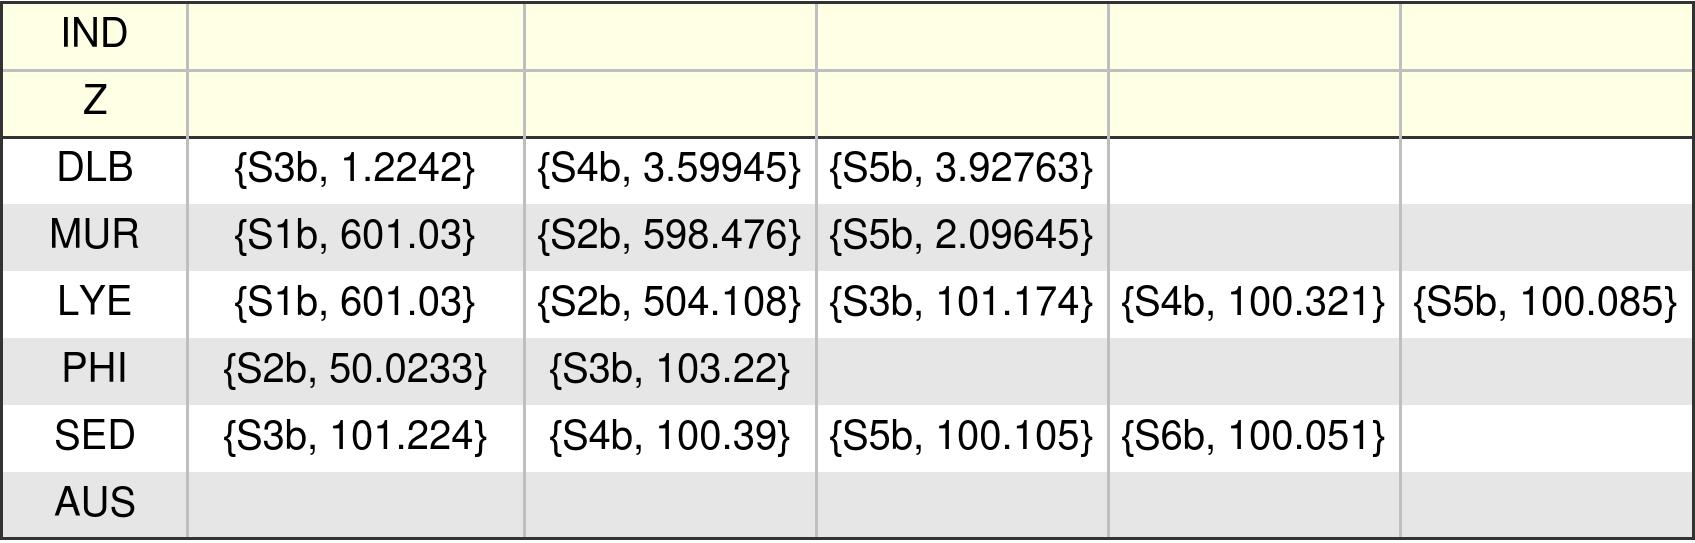 IND
Z
DLB {S3b, 1.2242} {S4b, 3.59945} {S5b, 3.92763}
MUR {S1b, 601.03} {S2b, 598.476} {S5b, 2.09645}
LYE {S1b, 601.03} {S2b, 504.108} {S3b, 101.174} {S4b, 100.321} {S5b, 100.085}
PHI {S2b, 50.0233} {S3b, 103.22}
SED {S3b, 101.224} {S4b, 100.39} {S5b, 100.105} {S6b, 100.051}
AUS